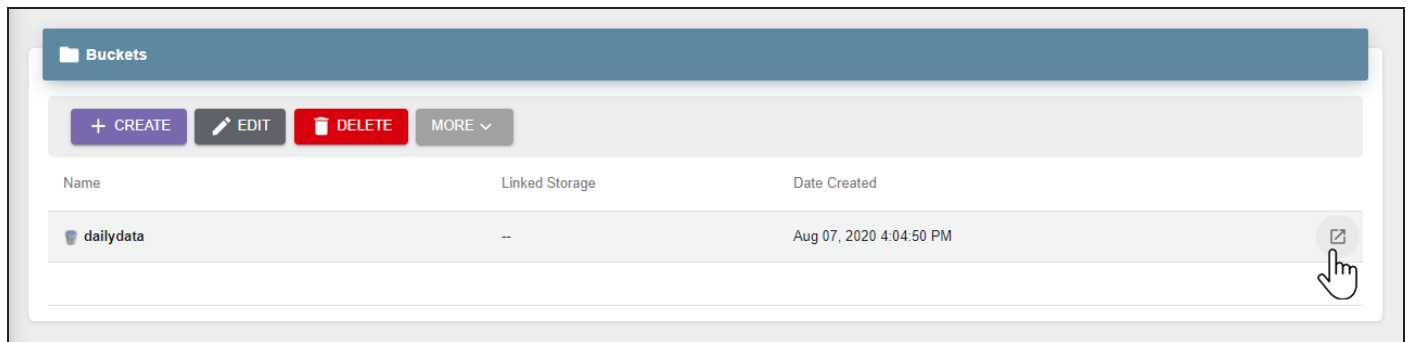 Buckets
CREATE EDIT DELETE MORE
Name Linked Storage Date Created
dailydata -- Aug 07, 2020 4:04:50 PM